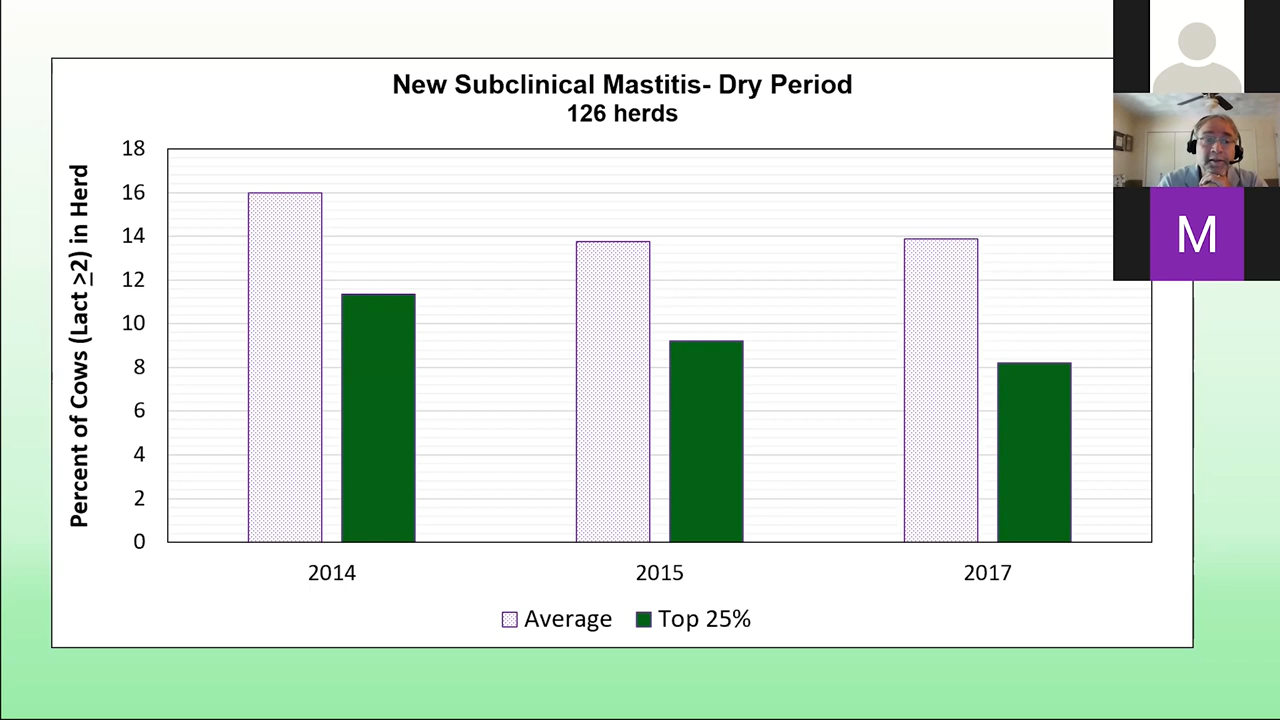 New Subclinical Mastitis- Dry Period
126 herds
Percent of Cows (Lact ≥2) in Herd
18
16
14
12
10
8
6
4
2
0
2014
2015
2017
Average
Top 25%
M